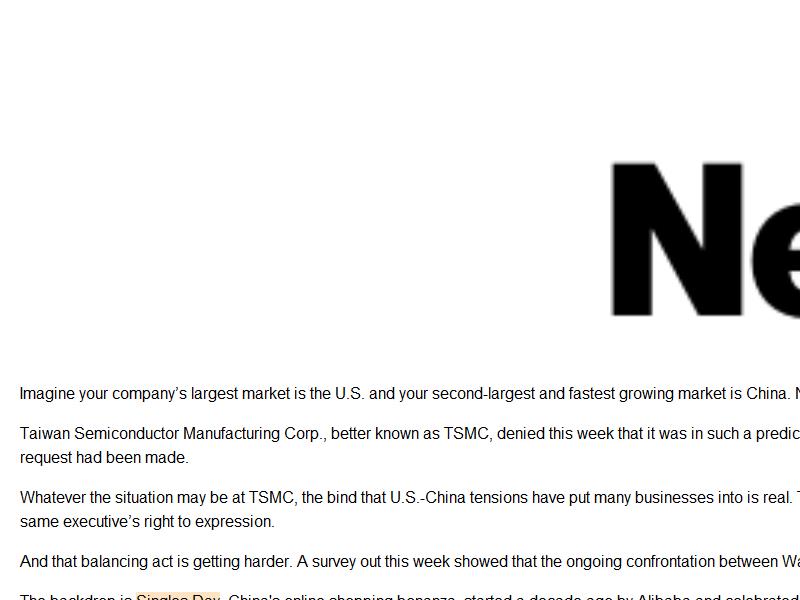 Ne
Imagine your company’s largest market is the U.S. and your second-largest and fastest growing market is China.
Taiwan Semiconductor Manufacturing Corp., better known as TSMC, denied this week that it was in such a
request had been made.
Whatever the situation may be at TSMC, the bind that U.S.-China tensions have put many businesses into is real.
same executive’s right to expression.
And that balancing act is getting harder. A survey out this week showed that the ongoing confrontation between
The backdrop is Singles Day, China's online shopping bonanza, started a decade ago by Alibaba and celebrated